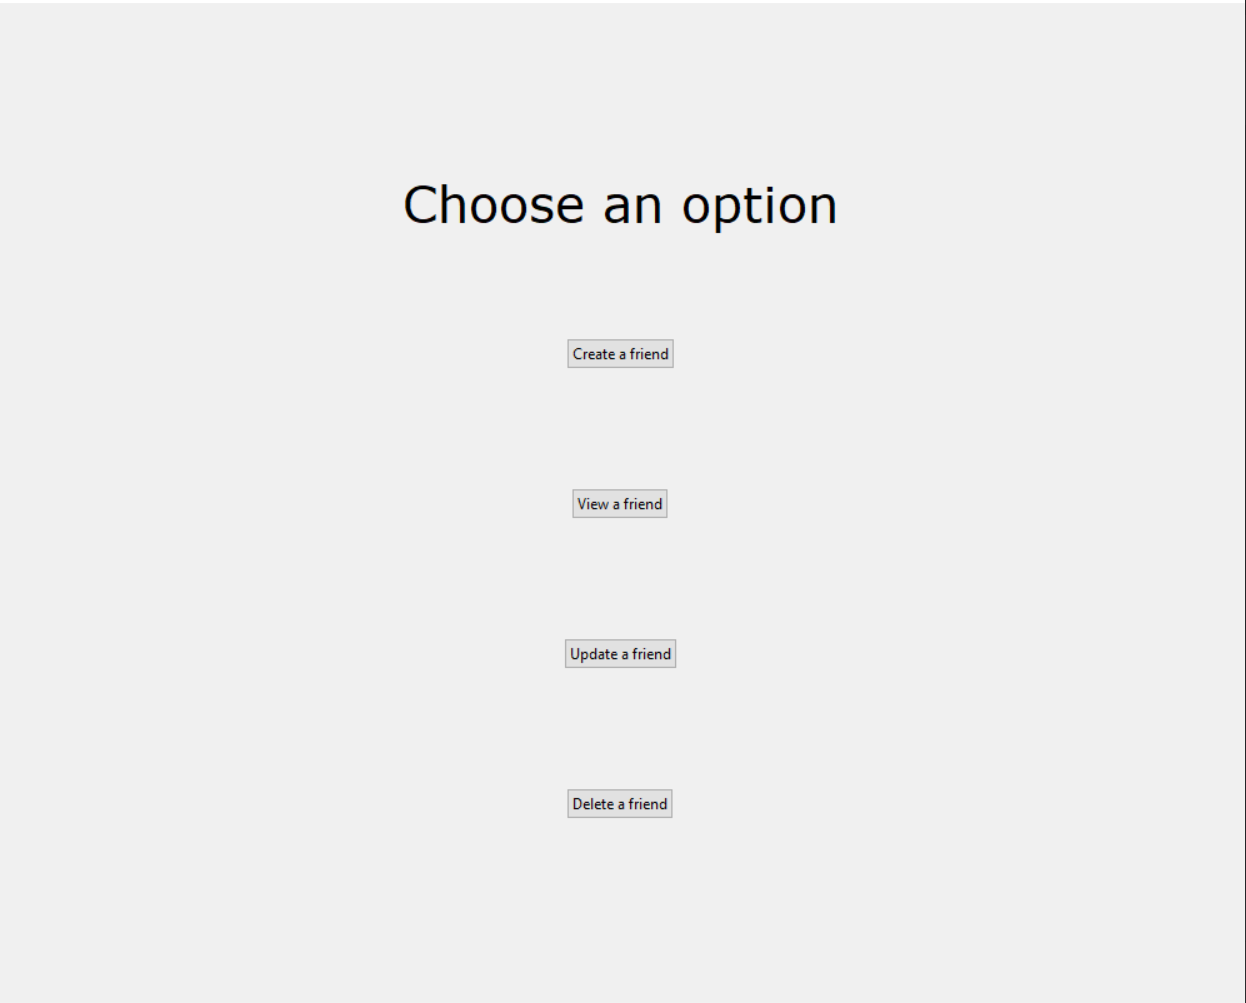 Choose an option
Create a friend
View a friend
Update a friend
Delete a friend